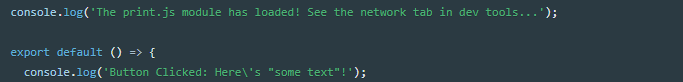 console.log('The print.js module has loaded! See the network tab in dev tools...');
export default () => {
console.log('Button Clicked: Here\'s "some text"!');